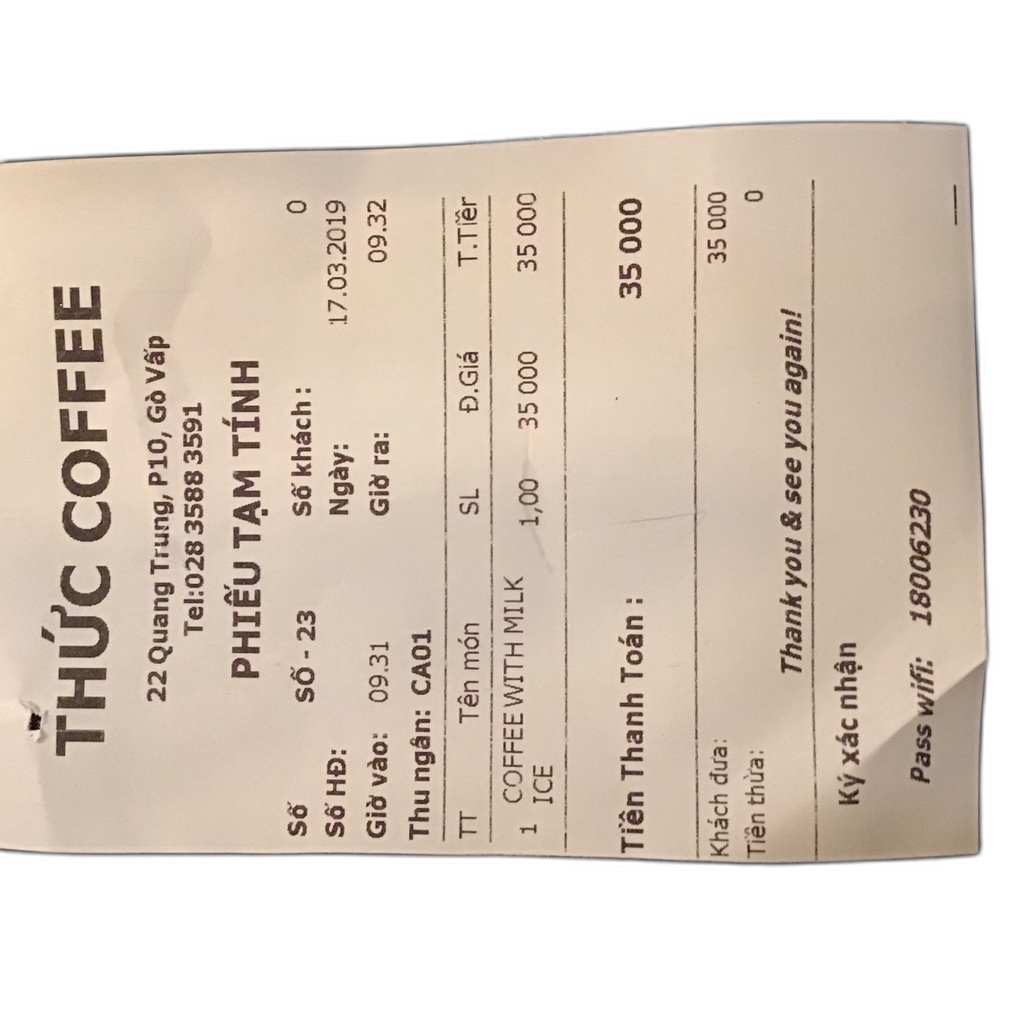 THỨC COFFEE
22 Quang Trung, P10, Gò Vấp
Tel:028 3588 3591
PHIẾU TẠM TÍNH
Số SỐ - 23 Số khách: 0
Số HĐ: Ngày: 17.03.2019
Giờ vào: 09.31 Giờ ra: 09.32
Thu ngân: CA01
TT Tên món SL Đ.Giá T.Tiền
1 COFFEE WITH MILK 1,00 35 000 35 000
ICE
Tiền Thanh Toán : 35 000
Khách đưa: 35 000
Tiền thừa: 0
Thank you & see you again!
Ký xác nhận
Pass wifi: 18006230